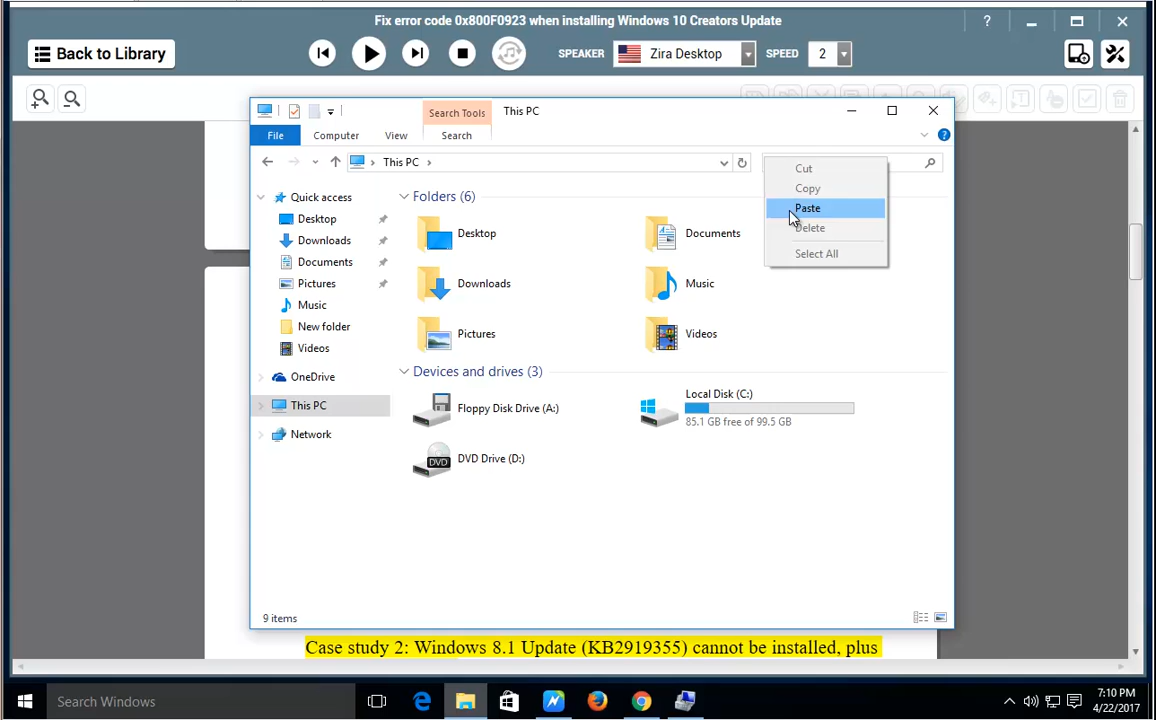 Fix error code 0x800F0923 when installing Windows 10 Creators Update
?
Back to Library
SPEAKER
Zira Desktop
SPEED
2
Search Tools
This PC
File
Computer
View
Search
This PC
Cut
Copy
Paste
Delete
Select All
Quick access
Desktop
Downloads
Documents
Pictures
Music
New folder
Videos
OneDrive
This PC
Network
Folders (6)
Desktop
Documents
Downloads
Music
Pictures
Videos
Devices and drives (3)
Floppy Disk Drive (A:)
Local Disk (C:)
85.1 GB free of 99.5 GB
DVD
DVD Drive (D:)
9 items
Case study 2: Windows 8.1 Update (KB2919355) cannot be installed, plus
Search Windows
7:10 PM
4/22/2017